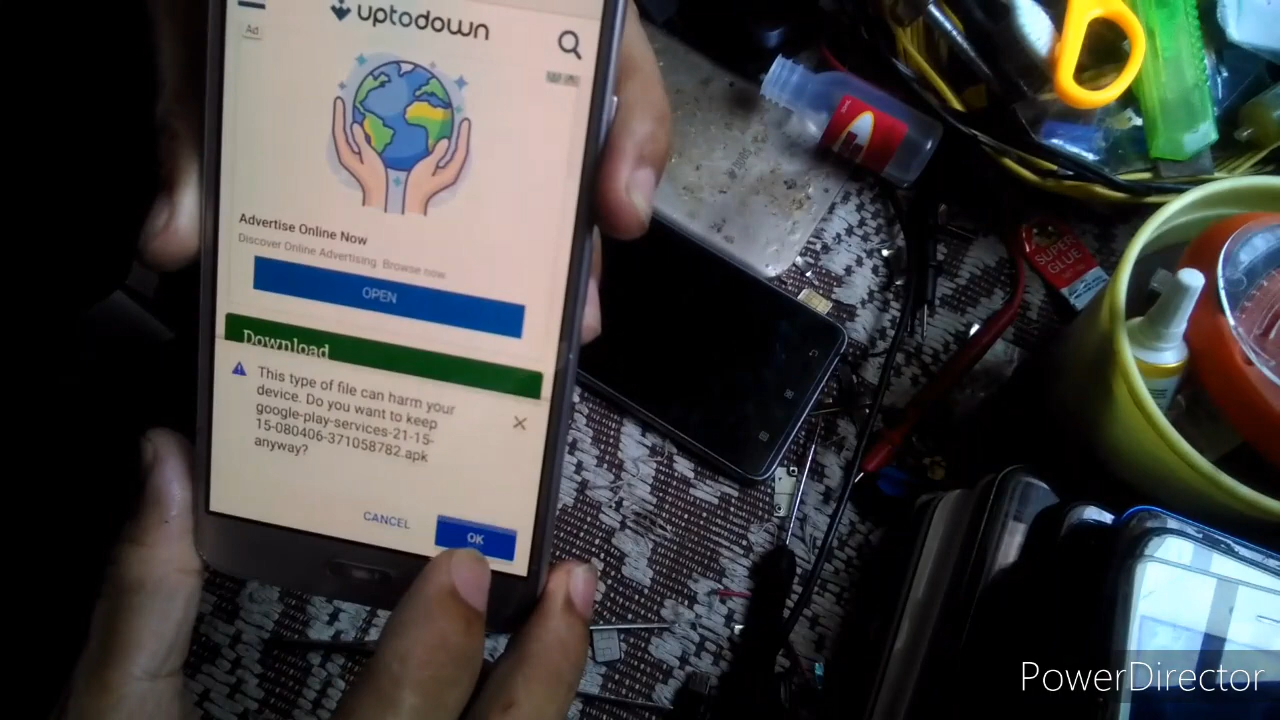 uptodown
Ad
Advertise Online Now
Discover Online Advertising. Browse now
OPEN
Download
This type of file can harm your
device. Do you want to keep
google-play-services-21-15-
15-080406-371058782.apk
anyway?
CANCEL
OK
SUPER
GLUE
PowerDirector